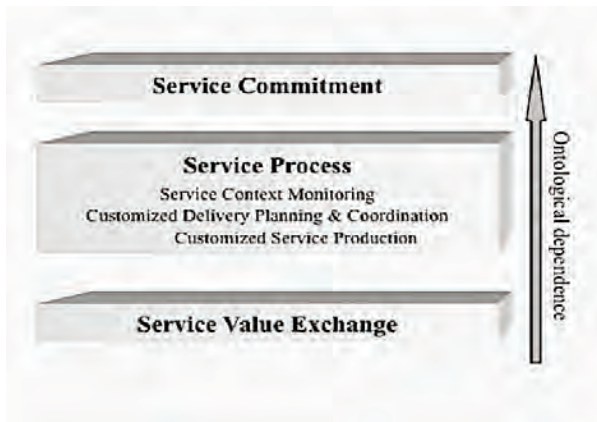 Service Commitment
Service Process
Service Context Monitoring
Customized Delivery Planning & Coordination
Customized Service Production
Service Value Exchange
Ontological dependence